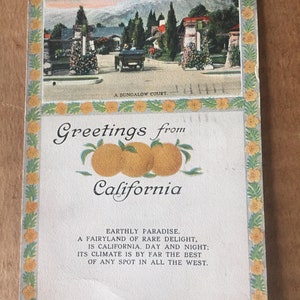 A BUNGALOW COURT.
Greetings from
California
EARTHLY PARADISE,
A FAIRYLAND OF RARE DELIGHT,
IS CALIFORNIA, DAY AND NIGHT;
ITS CLIMATE IS BY FAR THE BEST
OF ANY SPOT IN ALL THE WEST.